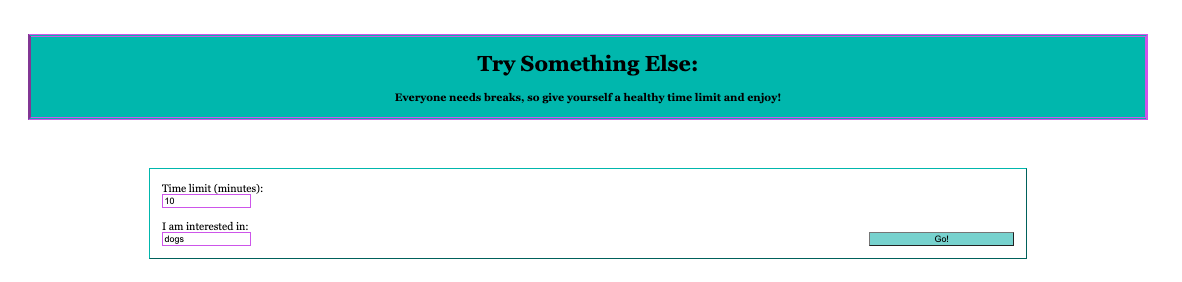 Try Something Else:
Everyone needs breaks, so give yourself a healthy time limit and enjoy!
Time limit (minutes):
10
I am interested in:
dogs
Go!